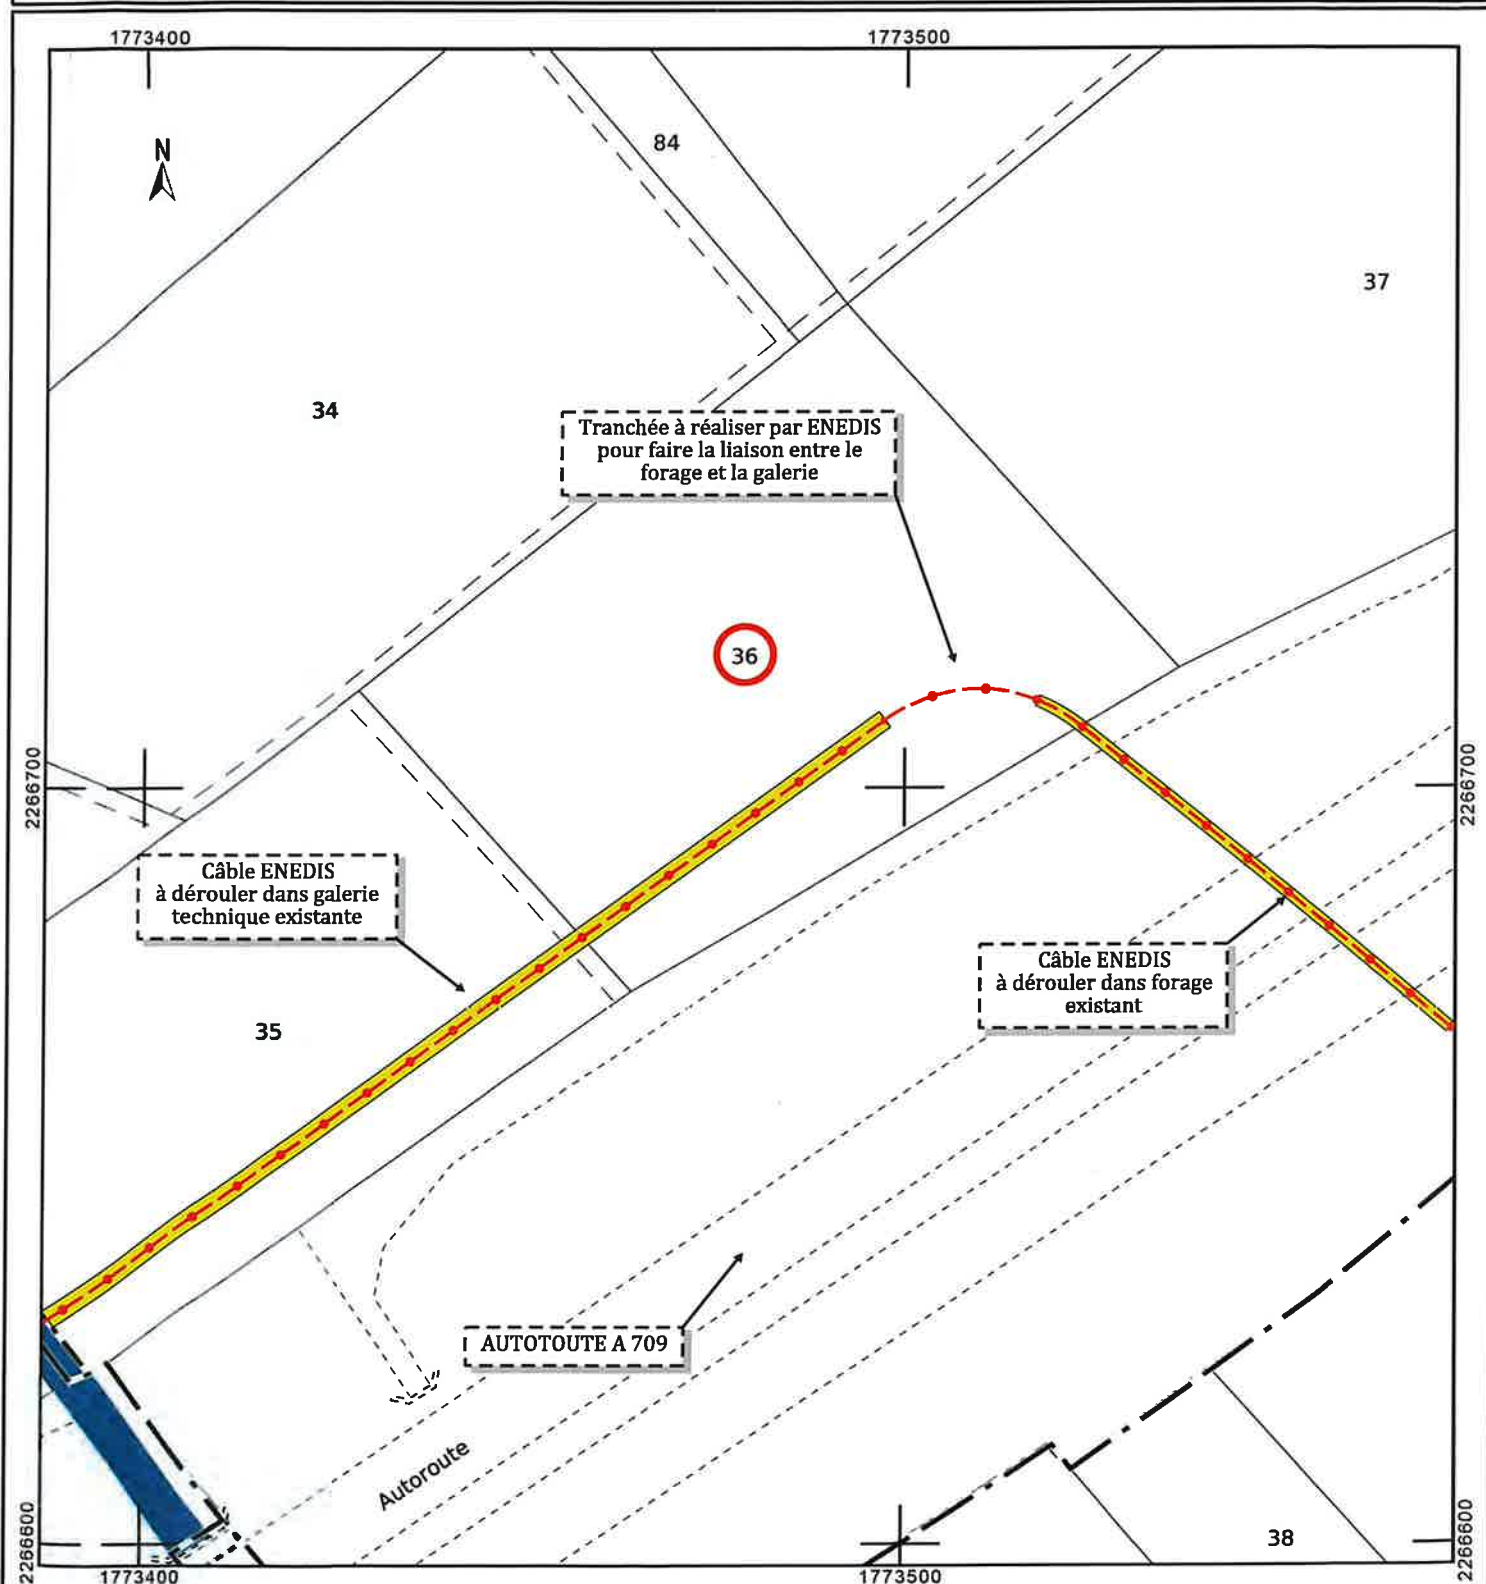 1773400
1773500
N
84
37
34
Tranchée à réaliser par ENEDIS
pour faire la liaison entre le
forage et la galerie
36
2266700
2266700
Câble ENEDIS
à dérouler dans galerie
technique existante
Câble ENEDIS
à dérouler dans forage
existant
35
AUTOTOUTE A 709
Autoroute
38
2266600
2266600
1773400
1773500